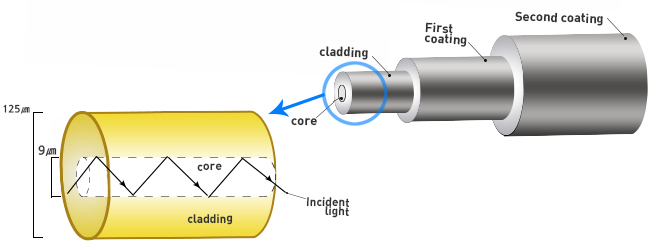 Second coating
First
coating
cladding
core
125㎛
9㎛
core
cladding
Incident
light